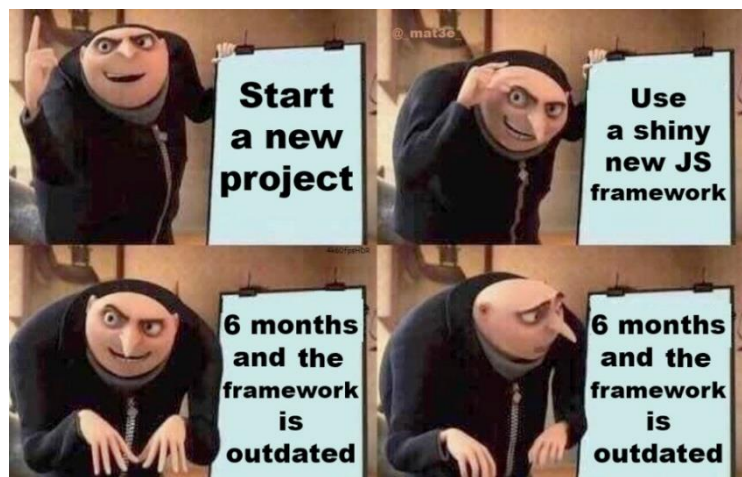 Start
a new
project
@_mat3e_
Use
a shiny
new JS
framework
6 months
and the
framework
is
outdated
6 months
and the
framework
is
outdated